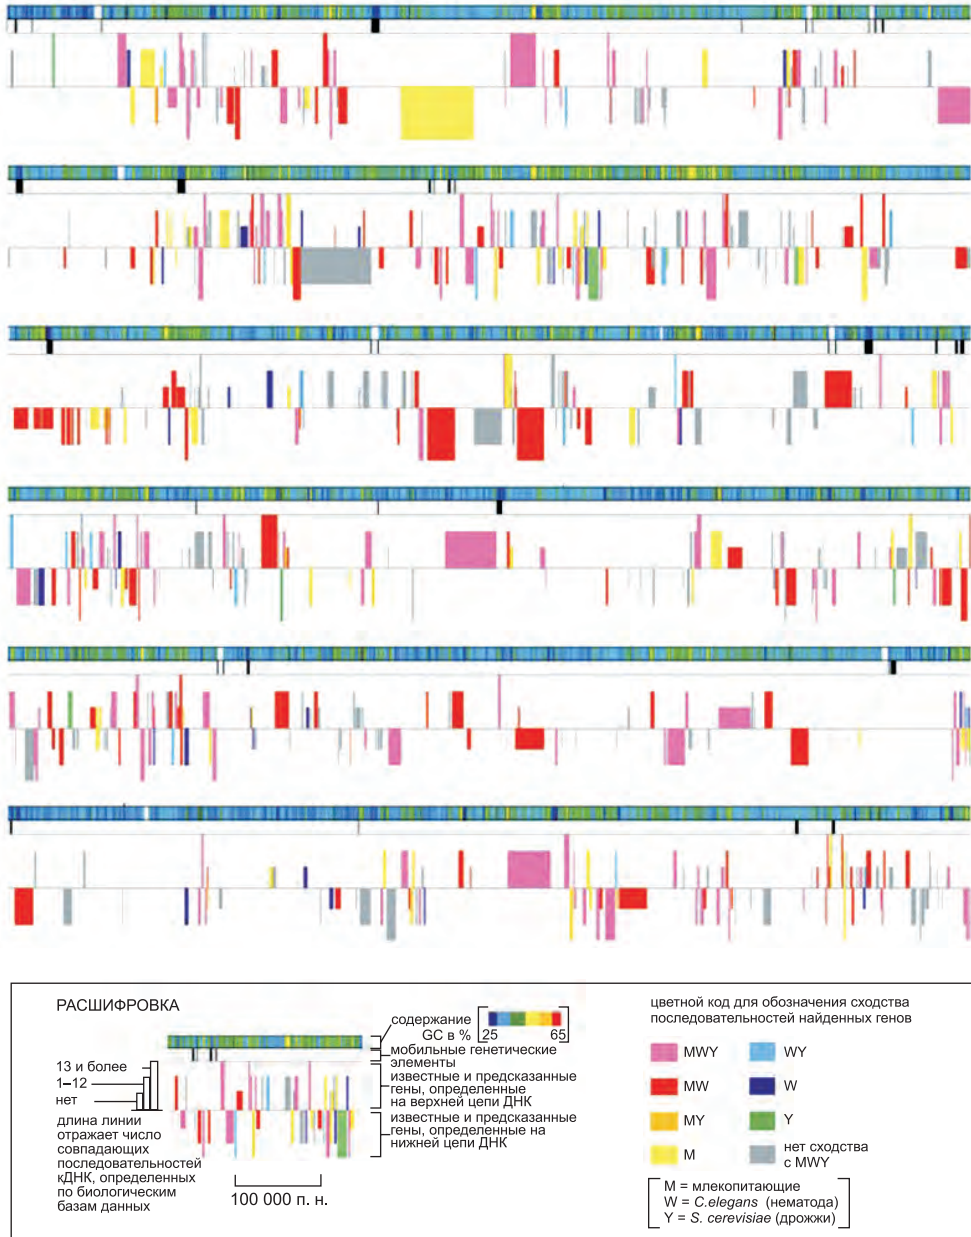 РАСШИФРОВКА
содержание
GC в %
25
65
мобильные генетические
элементы
известные и предсказанные
гены, определенные
на верхней цепи ДНК
известные и предсказанные
гены, определенные на
нижней цепи ДНК
13 и более
1–12
нет
длина линии
отражает число
совпадающих
последовательностей
кДНК, определенных
по биологическим
базам данных
100 000 п. н.
цветной код для обозначения сходства
последовательностей найденных генов
MWY
WY
MW
W
MY
Y
M
нет сходства
с MWY
M = млекопитающие
W = C.elegans (нематода)
Y = S. cerevisiae (дрожжи)